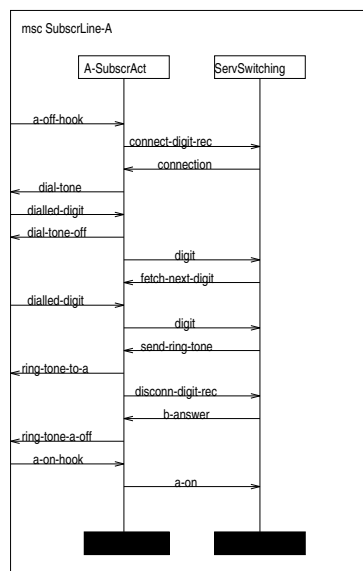 msc SubscrLine-A
A-SubscrAct ServSwitching
a-off-hook
connect-digit-rec
connection
dial-tone
dialled-digit
dial-tone-off
digit
fetch-next-digit
dialled-digit
digit
send-ring-tone
ring-tone-to-a
disconn-digit-rec
b-answer
ring-tone-a-off
a-on-hook
a-on